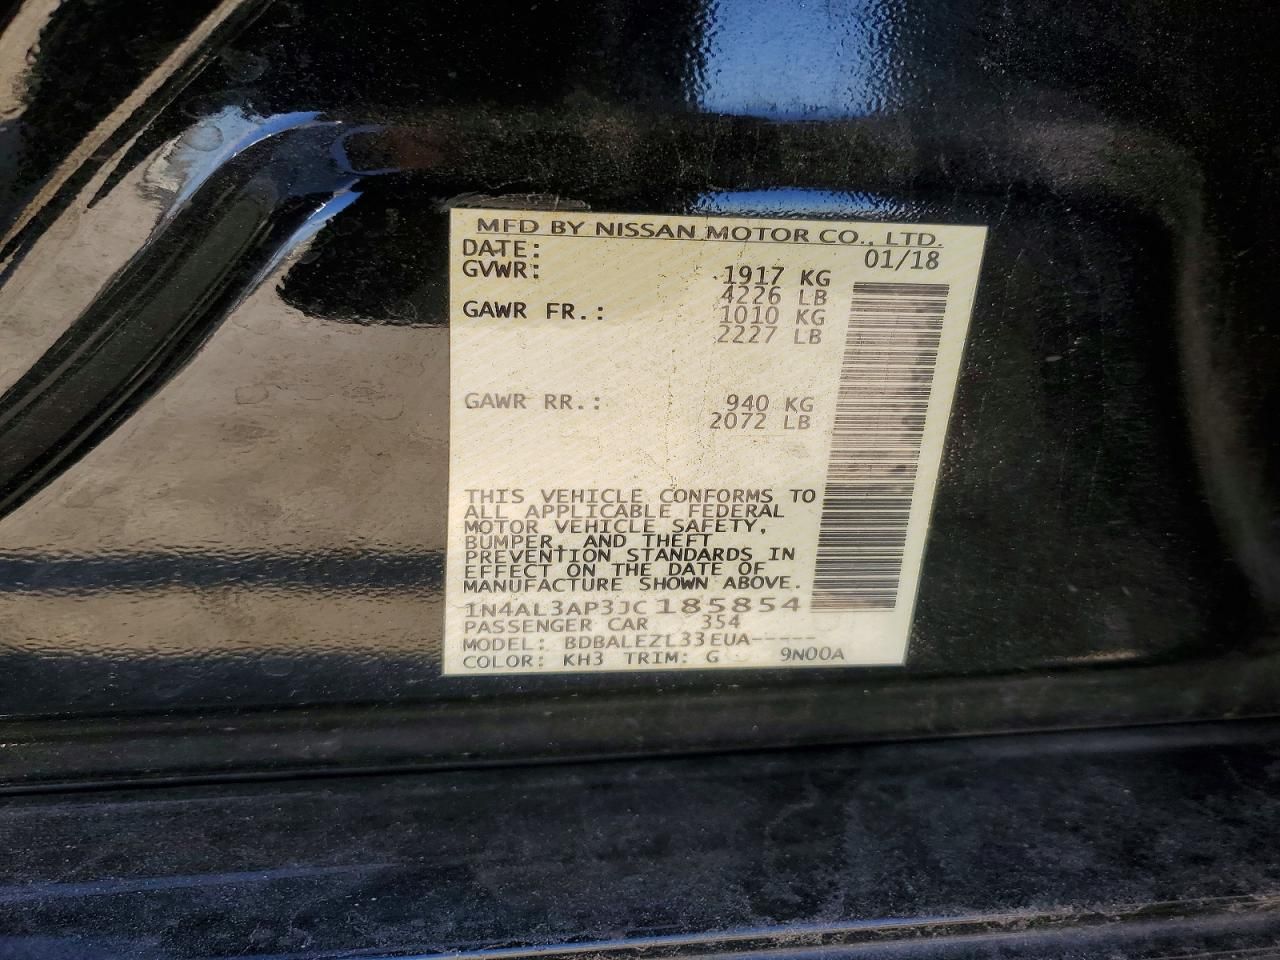 MFD BY NISSAN MOTOR CO., LTD.
DATE: 01/18
GVWR: 1917 KG
4226 LB
GAWR FR.: 1010 KG
2227 LB
GAWR RR.: 940 KG
2072 LB
THIS VEHICLE CONFORMS TO
ALL APPLICABLE FEDERAL
MOTOR VEHICLE SAFETY,
BUMPER, AND THEFT
PREVENTION STANDARDS IN
EFFECT ON THE DATE OF
MANUFACTURE SHOWN ABOVE.
1N4AL3AP3JC185854
PASSENGER CAR 354
MODEL: BDBALEZL33EUA-----
COLOR: KH3 TRIM: G 9N00A